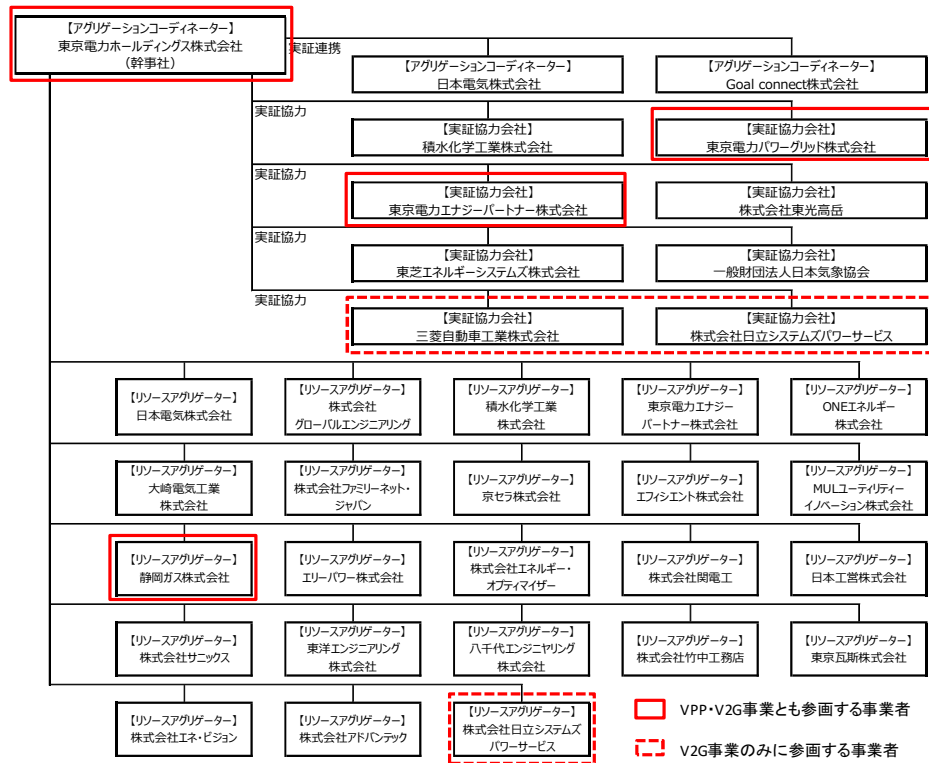 【アグリゲーションコーディネーター】
東京電力ホールディングス株式会社
（幹事社）
実証連携
【アグリゲーションコーディネーター】
日本電気株式会社
【アグリゲーションコーディネーター】
Goal connect株式会社
実証協力
【実証協力会社】
積水化学工業株式会社
【実証協力会社】
東京電力パワーグリッド株式会社
実証協力
【実証協力会社】
東京電力エナジーパートナー株式会社
【実証協力会社】
株式会社東光高岳
実証協力
【実証協力会社】
東芝エネルギーシステムズ株式会社
【実証協力会社】
一般財団法人日本気象協会
実証協力
【実証協力会社】
三菱自動車工業株式会社
【実証協力会社】
株式会社日立システムズパワーサービス
【リソースアグリゲーター】
日本電気株式会社
【リソースアグリゲーター】
株式会社
グローバルエンジニアリング
【リソースアグリゲーター】
積水化学工業
株式会社
【リソースアグリゲーター】
東京電力エナジー
パートナー株式会社
【リソースアグリゲーター】
ONEエネルギー
株式会社
【リソースアグリゲーター】
大崎電気工業
株式会社
【リソースアグリゲーター】
株式会社ファミリーネット・
ジャパン
【リソースアグリゲーター】
京セラ株式会社
【リソースアグリゲーター】
エフィシエント株式会社
【リソースアグリゲーター】
MULユーティリティー
イノベーション株式会社
【リソースアグリゲーター】
静岡ガス株式会社
【リソースアグリゲーター】
エリーパワー株式会社
【リソースアグリゲーター】
株式会社エネルギー・
オプティマイザー
【リソースアグリゲーター】
株式会社関電工
【リソースアグリゲーター】
日本工営株式会社
【リソースアグリゲーター】
株式会社サニックス
【リソースアグリゲーター】
東洋エンジニアリング
株式会社
【リソースアグリゲーター】
八千代エンジニヤリング
株式会社
【リソースアグリゲーター】
株式会社竹中工務店
【リソースアグリゲーター】
東京瓦斯株式会社
【リソースアグリゲーター】
株式会社エネ・ビジョン
【リソースアグリゲーター】
株式会社アドバンテック
【リソースアグリゲーター】
株式会社日立システムズ
パワーサービス
VPP・V2G事業とも参画する事業者
V2G事業のみに参画する事業者